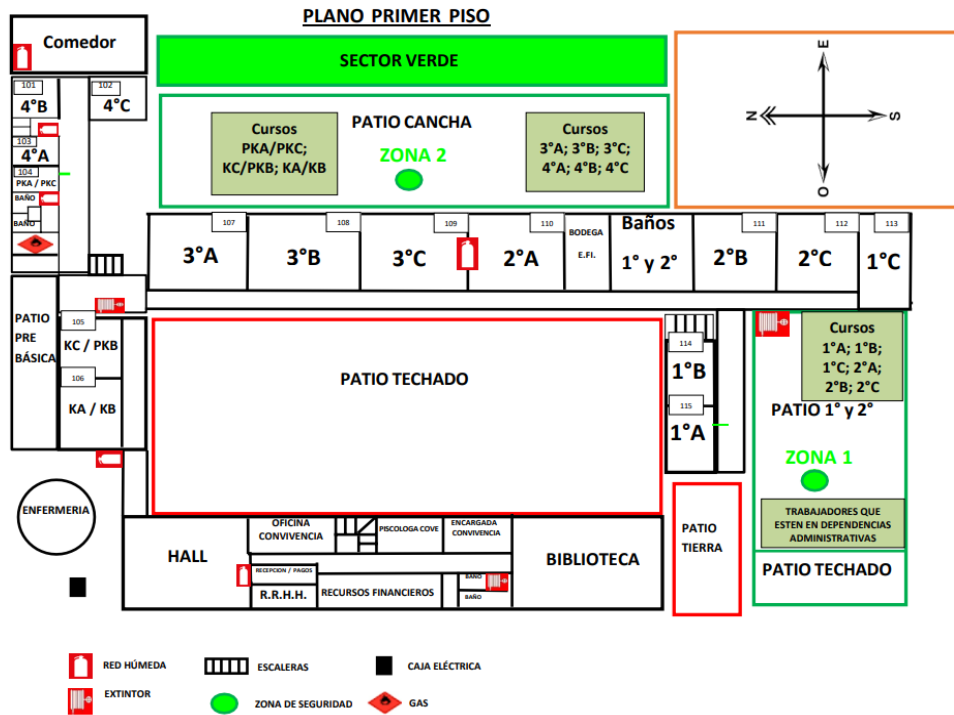 PLANO PRIMER PISO
Comedor
SECTOR VERDE
E
N
S
O
101
4°B
102
4°C
103
4°A
104
PKA / PKC
BAÑO
BAÑO
PATIO CANCHA
Cursos
PKA/PKC;
KC/PKB; KA/KB
ZONA 2
Cursos
3°A; 3°B; 3°C;
4°A; 4°B; 4°C
107
3°A
108
3°B
109
3°C
110
2°A
BODEGA
E.FI.
Baños
1° y 2°
111
2°B
112
2°C
113
1°C
PATIO
PRE
BÁSICA
105
KC / PKB
106
KA / KB
PATIO TECHADO
114
1°B
115
1°A
Cursos
1°A; 1°B;
1°C; 2°A;
2°B; 2°C
PATIO 1° y 2°
ZONA 1
TRABAJADORES QUE
ESTEN EN DEPENDENCIAS
ADMINISTRATIVAS
PATIO TECHADO
PATIO
TIERRA
ENFERMERIA
HALL
OFICINA
CONVIVENCIA
PISCOLOGA COVE
ENCARGADA
CONVIVENCIA
BIBLIOTECA
RECEPCION / PAGOS
R.R.H.H.
RECURSOS FINANCIEROS
BAÑO
BAÑO
RED HÚMEDA
ESCALERAS
CAJA ELÉCTRICA
EXTINTOR
ZONA DE SEGURIDAD
GAS